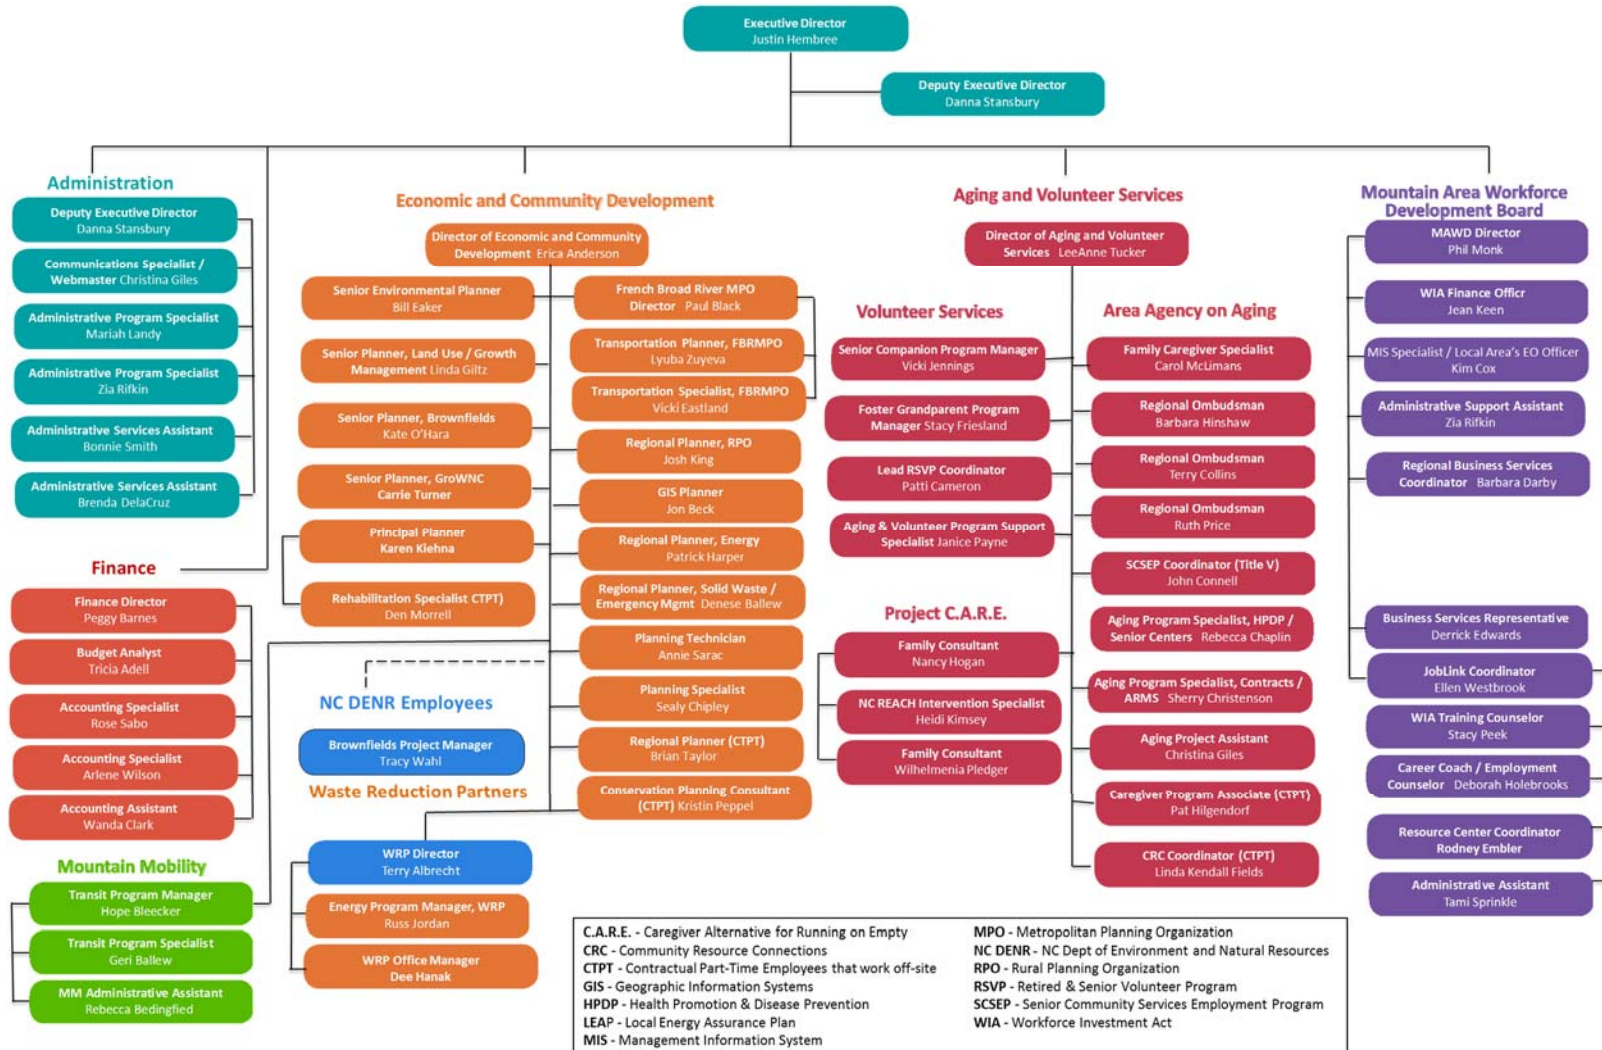 Executive Director
Justin Hembree
Deputy Executive Director
Danna Stansbury
Administration
Deputy Executive Director
Danna Stansbury
Communications Specialist /
Webmaster Christina Giles
Administrative Program Specialist
Mariah Landy
Administrative Program Specialist
Zia Rifkin
Administrative Services Assistant
Bonnie Smith
Administrative Services Assistant
Brenda DelaCruz
Finance
Finance Director
Peggy Barnes
Budget Analyst
Tricia Adell
Accounting Specialist
Rose Sabo
Accounting Specialist
Arlene Wilson
Accounting Assistant
Wanda Clark
Mountain Mobility
Transit Program Manager
Hope Bleecker
Transit Program Specialist
Geri Ballew
MM Administrative Assistant
Rebecca Bedingfied
Economic and Community Development
Director of Economic and Community
Development Erica Anderson
Senior Environmental Planner
Bill Eaker
Senior Planner, Land Use / Growth
Management Linda Giltz
Senior Planner, Brownfields
Kate O'Hara
Senior Planner, GroWNC
Carrie Turner
Principal Planner
Karen Kiehna
Rehabilitation Specialist CTPT)
Den Morrell
NC DENR Employees
Brownfields Project Manager
Tracy Wahl
Waste Reduction Partners
WRP Director
Terry Albrecht
Energy Program Manager, WRP
Russ Jordan
WRP Office Manager
Dee Hanak
French Broad River MPO
Director Paul Black
Transportation Planner, FBRMPO
Lyuba Zuyeva
Transportation Specialist, FBRMPO
Vicki Eastland
Regional Planner, RPO
Josh King
GIS Planner
Jon Beck
Regional Planner, Energy
Patrick Harper
Regional Planner, Solid Waste /
Emergency Mgmt Denese Ballew
Planning Technician
Annie Sarac
Planning Specialist
Sealy Chipley
Regional Planner (CTPT)
Brian Taylor
Conservation Planning Consultant
(CTPT) Kristin Peppel
Aging and Volunteer Services
Director of Aging and Volunteer
Services LeeAnne Tucker
Volunteer Services
Senior Companion Program Manager
Vicki Jennings
Foster Grandparent Program
Manager Stacy Friesland
Lead RSVP Coordinator
Patti Cameron
Aging & Volunteer Program Support
Specialist Janice Payne
Project C.A.R.E.
Family Consultant
Nancy Hogan
NC REACH Intervention Specialist
Heidi Kimsey
Family Consultant
Wilhelmenia Pledger
Area Agency on Aging
Family Caregiver Specialist
Carol McLimans
Regional Ombudsman
Barbara Hinshaw
Regional Ombudsman
Terry Collins
Regional Ombudsman
Ruth Price
SCSEP Coordinator (Title V)
John Connell
Aging Program Specialist, HPDP /
Senior Centers Rebecca Chaplin
Aging Program Specialist, Contracts /
ARMS Sherry Christenson
Aging Project Assistant
Christina Giles
Caregiver Program Associate (CTPT)
Pat Hilgendorf
CRC Coordinator (CTPT)
Linda Kendall Fields
Mountain Area Workforce
Development Board
MAWD Director
Phil Monk
WIA Finance Officr
Jean Keen
MIS Specialist / Local Area's EO Officer
Kim Cox
Administrative Support Assistant
Zia Rifkin
Regional Business Services
Coordinator Barbara Darby
Business Services Representative
Derrick Edwards
JobLink Coordinator
Ellen Westbrook
WIA Training Counselor
Stacy Peek
Career Coach / Employment
Counselor Deborah Holebrooks
Resource Center Coordinator
Rodney Embler
Administrative Assistant
Tami Sprinkle
C.A.R.E. - Caregiver Alternative for Running on Empty
CRC - Community Resource Connections
CTPT - Contractual Part-Time Employees that work off-site
GIS - Geographic Information Systems
HPDP - Health Promotion & Disease Prevention
LEAP - Local Energy Assurance Plan
MIS - Management Information System
MPO - Metropolitan Planning Organization
NC DENR - NC Dept of Environment and Natural Resources
RPO - Rural Planning Organization
RSVP - Retired & Senior Volunteer Program
SCSEP - Senior Community Services Employment Program
WIA - Workforce Investment Act